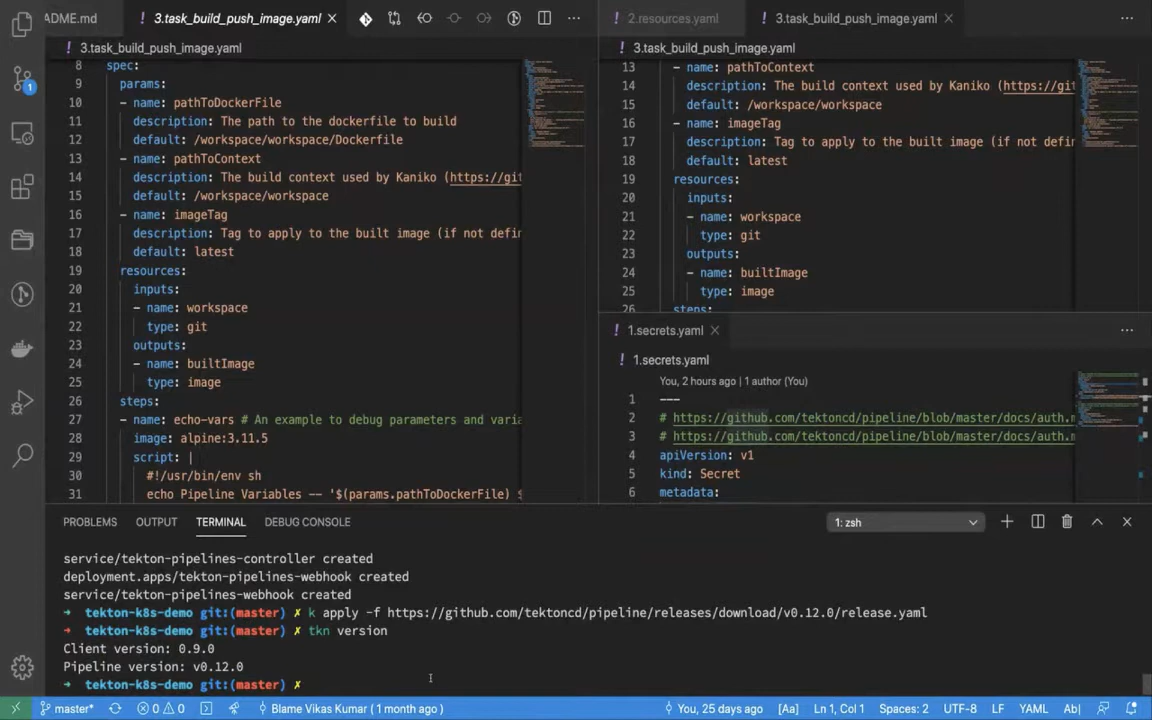 ADME.md
! 3.task_build_push_image.yaml ×
2.resources.yaml
! 3.task_build_push_image.yaml ×
! 3.task_build_push_image.yaml
8 spec:
9 params:
10 - name: pathToDockerFile
11 description: The path to the dockerfile to build
12 default: /workspace/workspace/Dockerfile
13 - name: pathToContext
14 description: The build context used by Kaniko (https://git
15 default: /workspace/workspace
16 - name: imageTag
17 description: Tag to apply to the built image (if not defin
18 default: latest
19 resources:
20 inputs:
21 - name: workspace
22 type: git
23 outputs:
24 - name: builtImage
25 type: image
26 steps:
27 - name: echo-vars # An example to debug parameters and varia
28 image: alpine:3.11.5
29 script: |
30 #!/usr/bin/env sh
31 echo Pipeline Variables -- '$(params.pathToDockerFile) $
! 3.task_build_push_image.yaml
13 - name: pathToContext
14 description: The build context used by Kaniko (https://git
15 default: /workspace/workspace
16 - name: imageTag
17 description: Tag to apply to the built image (if not defin
18 default: latest
19 resources:
20 inputs:
21 - name: workspace
22 type: git
23 outputs:
24 - name: builtImage
25 type: image
26 steps:
! 1.secrets.yaml ×
! 1.secrets.yaml
You, 2 hours ago | 1 author (You)
1 ---
2 # https://github.com/tektoncd/pipeline/blob/master/docs/auth.m
3 # https://github.com/tektoncd/pipeline/blob/master/docs/auth.m
4 apiVersion: v1
5 kind: Secret
6 metadata:
1
PROBLEMS OUTPUT TERMINAL DEBUG CONSOLE
1: zsh
service/tekton-pipelines-controller created
deployment.apps/tekton-pipelines-webhook created
service/tekton-pipelines-webhook created
➜ tekton-k8s-demo git:(master) ✗ k apply -f https://github.com/tektoncd/pipeline/releases/download/v0.12.0/release.yaml
➜ tekton-k8s-demo git:(master) ✗ tkn version
Client version: 0.9.0
Pipeline version: v0.12.0
➜ tekton-k8s-demo git:(master) ✗
master* 0 0 Blame Vikas Kumar ( 1 month ago ) You, 25 days ago [Aa] Ln 1, Col 1 Spaces: 2 UTF-8 LF YAML Ab|